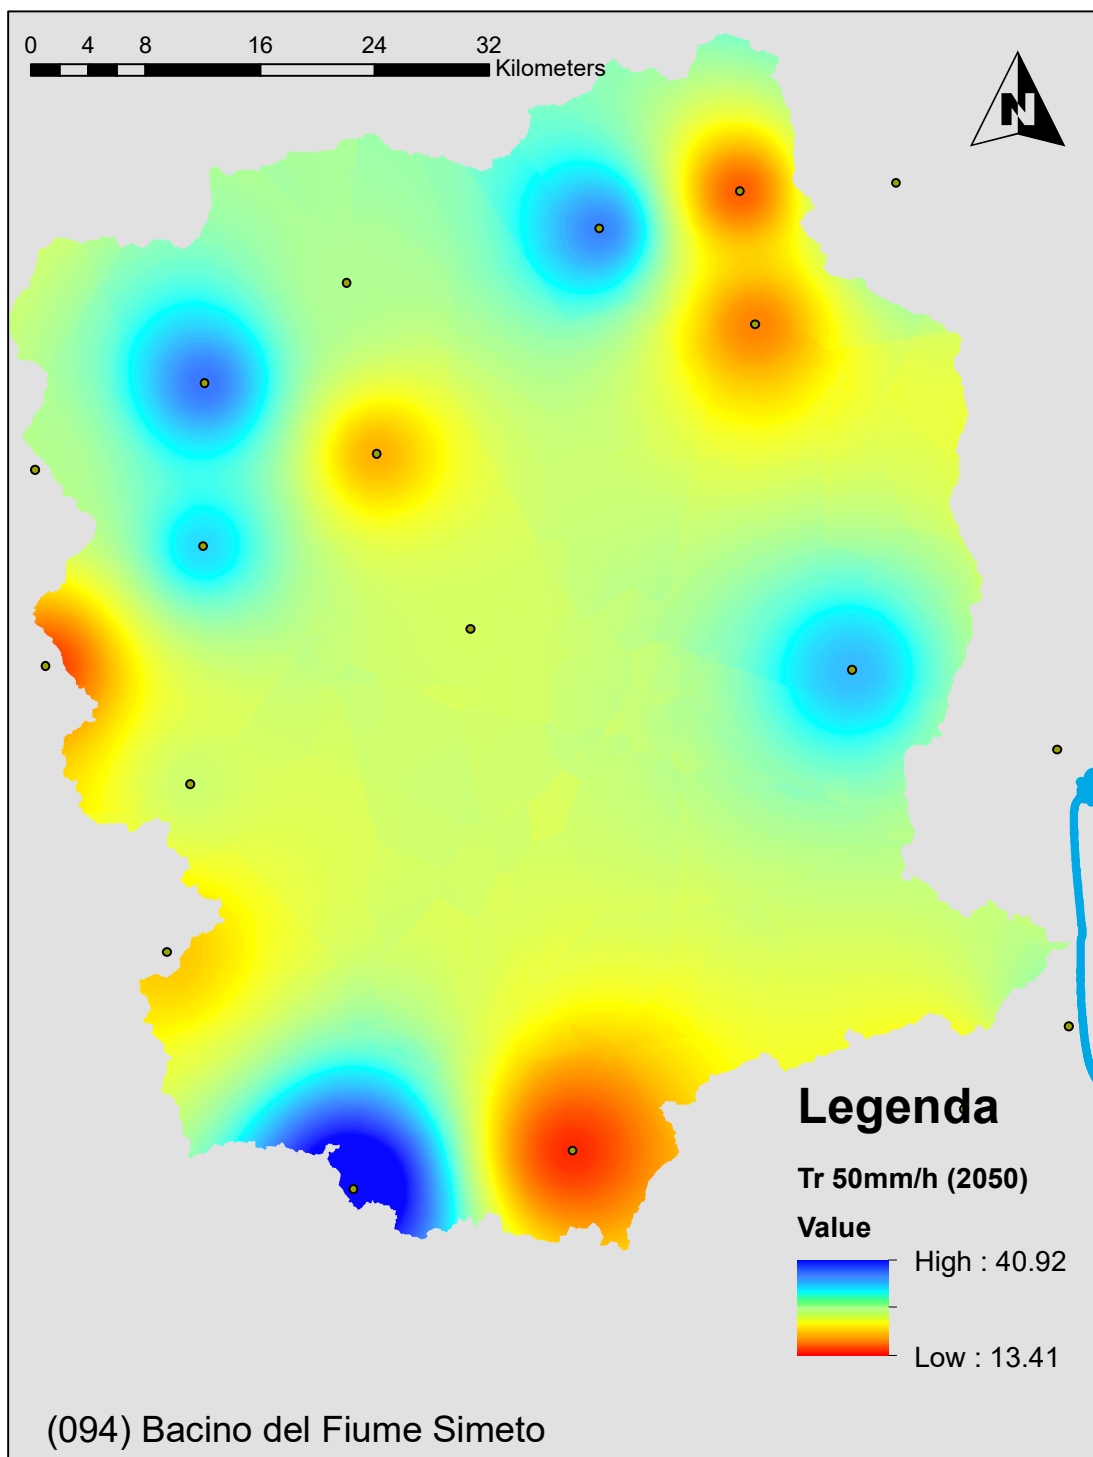 0 4 8 16 24 32
Kilometers
N
Legenda
Tr 50mm/h (2050)
Value
High : 40.92
Low : 13.41
(094) Bacino del Fiume Simeto